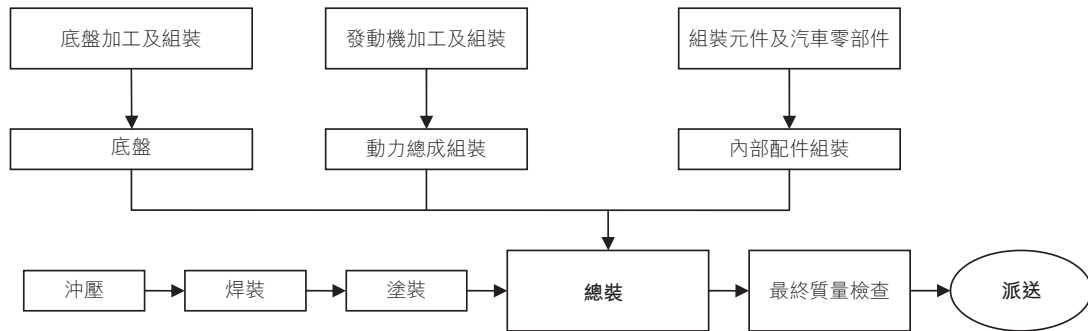 底盤加工及組裝
發動機加工及組裝
組裝元件及汽車零部件
底盤
動力總成組裝
內部配件組裝
沖壓
焊裝
塗裝
總裝
最終質量檢查
派送